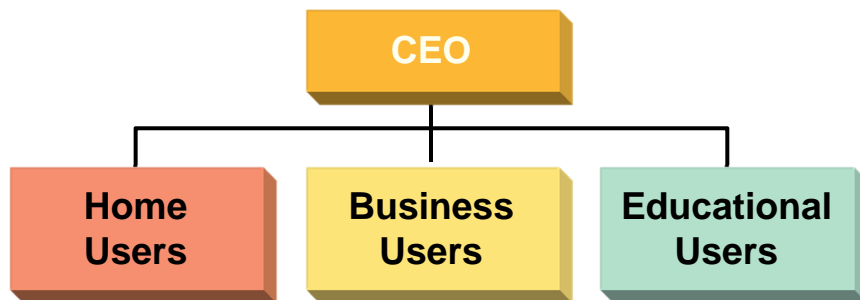 CEO
Home
Users
Business
Users
Educational
Users